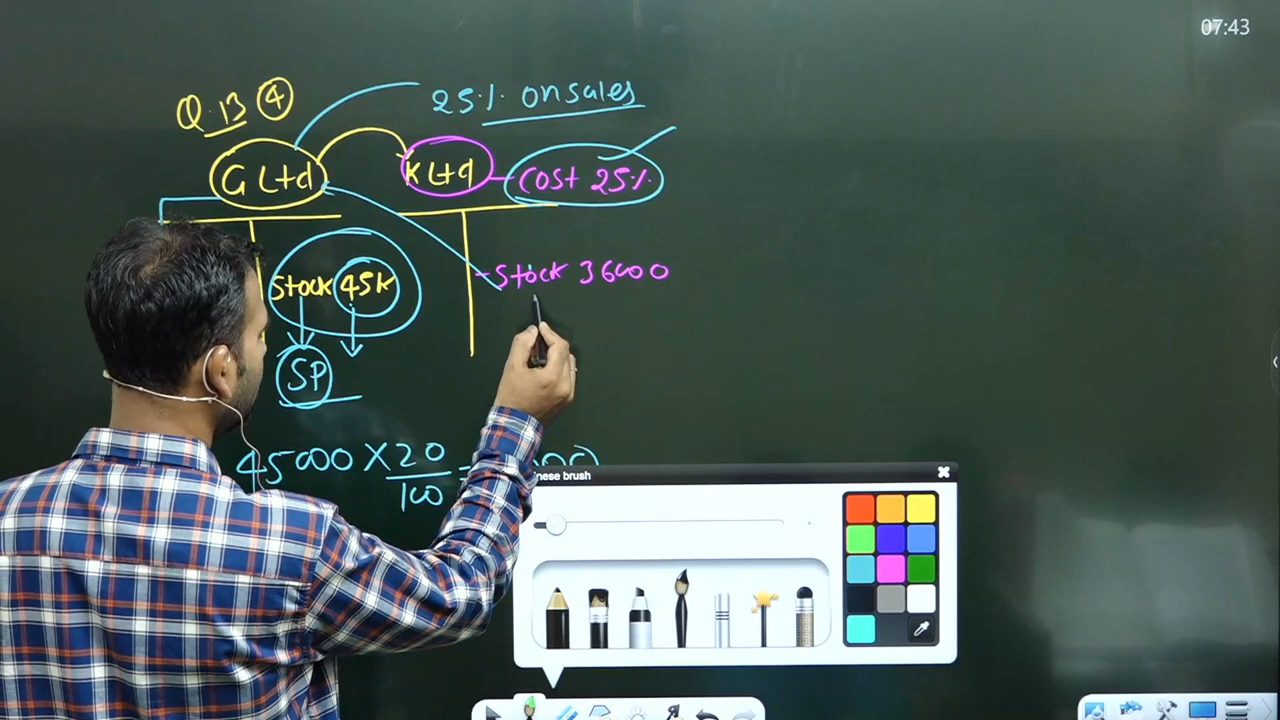 07:43
Q.13 4
25% on sales
G Ltd K Ltd Cost 25%
Stock 45K Stock 36000
SP
45000 × 20/100 =
nese brush